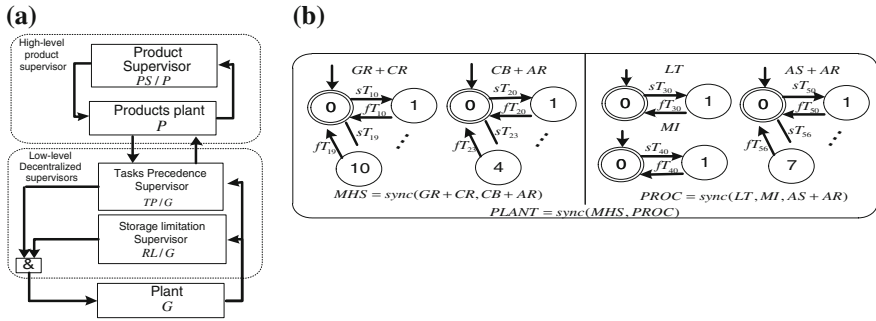 (a)
High-level
product
supervisor
Product
Supervisor
PS / P
Products plant
P
Low-level
Decentralized
supervisors
Tasks Precedence
Supervisor
TP/G
Storage limitation
Supervisor
RL/G
&
Plant
G
(b)
GR+CR
0
sT10
fT10
1
sT19
fT19
10
CB + AR
0
sT20
fT20
1
sT23
fT23
4
MHS = sync(GR+CR, CB+AR)
LT
0
sT30
fT30
1
MI
0
sT40
fT40
1
AS + AR
0
sT50
fT50
1
sT56
fT56
7
PROC = sync(LT, MI, AS + AR)
PLANT = sync(MHS, PROC)